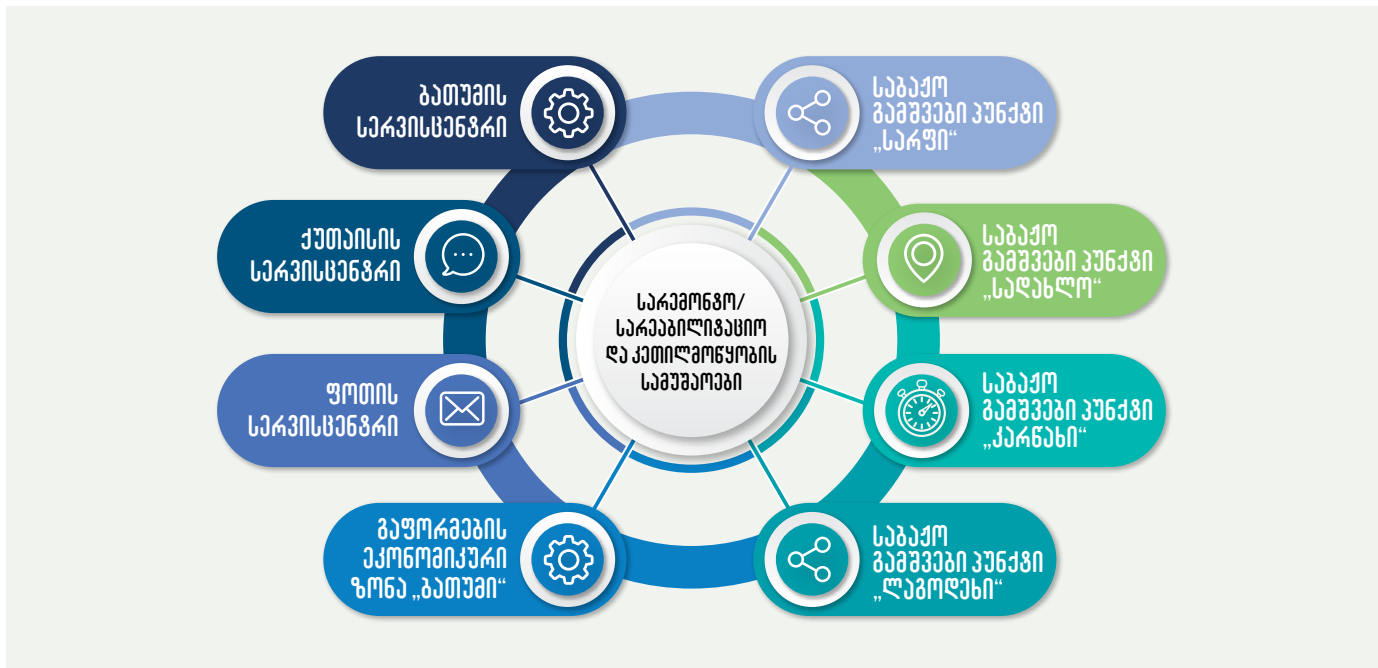 ბათუმის
სერვისცენტრი
საბაჟო
გამშვები პუნქტი
„სარფი“
ქუთაისის
სერვისცენტრი
საბაჟო
გამშვები პუნქტი
„სადახლო“
სარემონტო/
სარეაბილიტაციო
და კეთილმოწყობის
სამუშაოები
ფოთის
სერვისცენტრი
საბაჟო
გამშვები პუნქტი
„კარწახი“
გაფორმების
ეკონომიკური
ზონა „ბათუმი“
საბაჟო
გამშვები პუნქტი
„ლაგოდეხი“